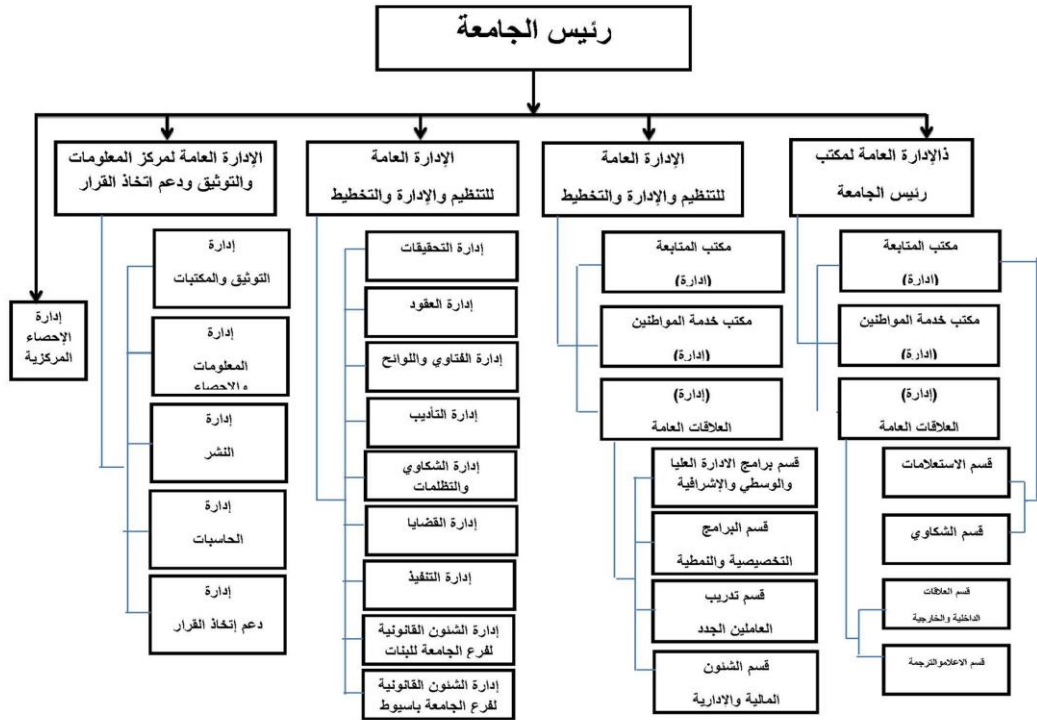 رئيس الجامعة
ذالإدارة العامة لمكتب
رئيس الجامعة
مكتب المتابعة
(إدارة)
مكتب خدمة المواطنين
(إدارة)
(إدارة)
العلاقات العامة
قسم الاستعلامات
قسم الشكاوي
قسم العلاقات
الداخلية والخارجية
قسم الاعلاموالترجمة
الإدارة العامة
للتنظيم والإدارة والتخطيط
مكتب المتابعة
(إدارة)
مكتب خدمة المواطنين
(إدارة)
(إدارة)
العلاقات العامة
قسم برامج الادارة العليا
والوسطي والإشرافية
قسم البرامج
التخصيصية والنمطية
قسم تدريب
العاملين الجدد
قسم الشئون
المالية والادارية
الإدارة العامة
للتنظيم والإدارة والتخطيط
إدارة التحقيقات
إدارة العقود
إدارة الفتاوي واللوائح
إدارة التأديب
إدارة الشكاوي
والتظلمات
إدارة القضايا
إدارة التنفيذ
إدارة الشئون القانونية
لفرع الجامعة للبنات
إدارة الشئون القانونية
لفرع الجامعة باسيوط
الإدارة العامة لمركز المعلومات
والتوثيق ودعم اتخاذ القرار
إدارة
التوثيق والمكتبات
إدارة
المعلومات
والاحصاء
إدارة
النشر
إدارة
الحاسبات
إدارة
دعم إتخاذ القرار
إدارة
الإحصاء
المركزية